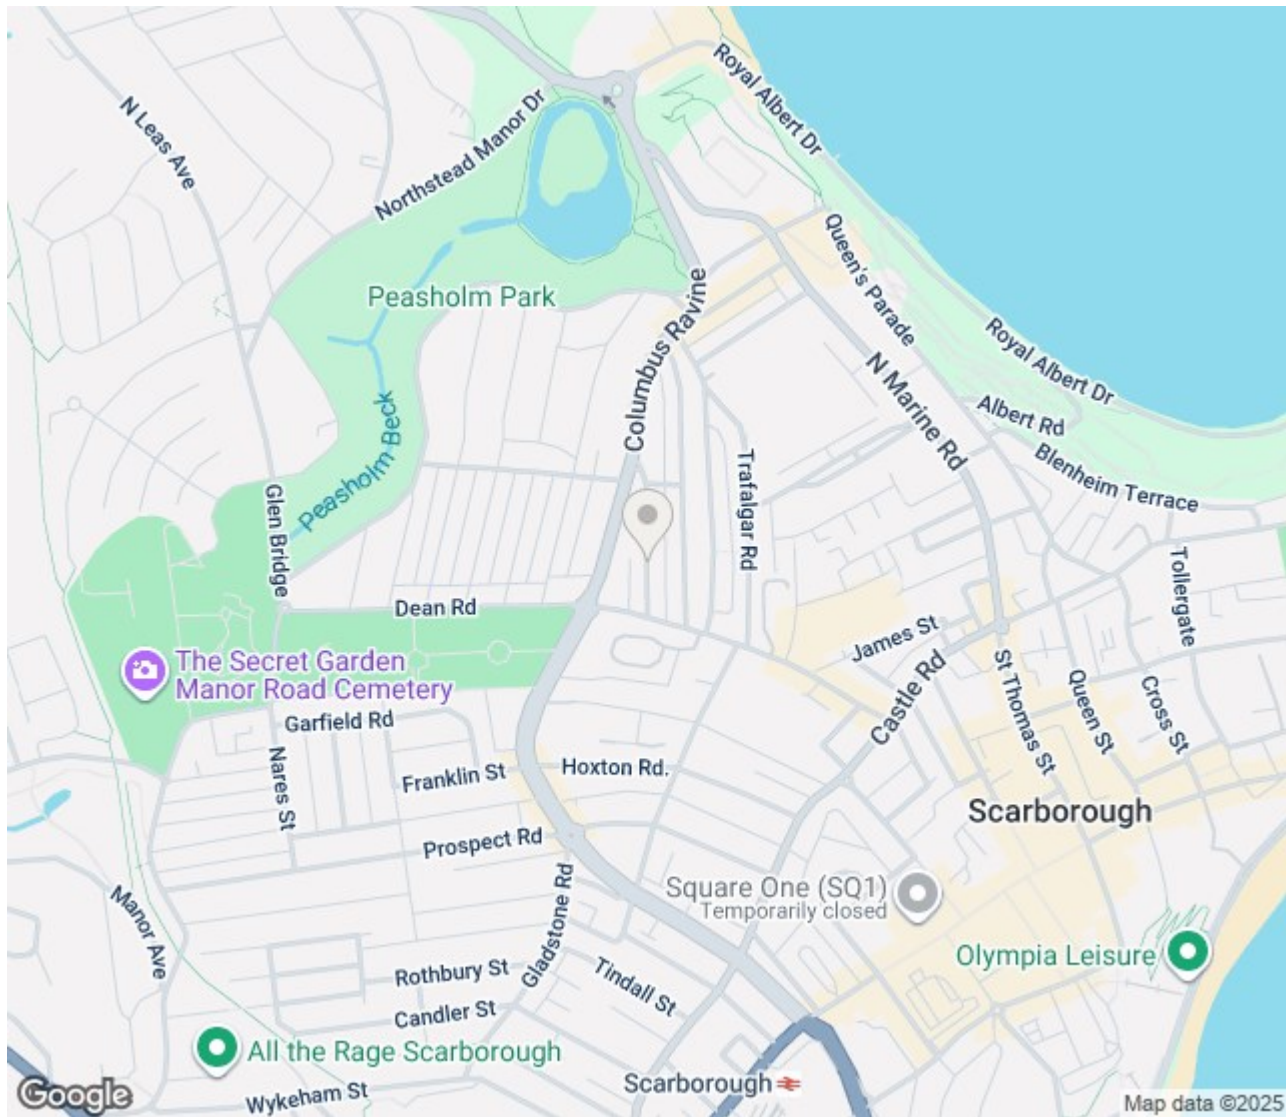 N Leas Ave
Northstead Manor Dr
Royal Albert Dr
Queen's Parade
Peasholm Park
Columbus Ravine
Royal Albert Dr
N Marine Rd
Albert Rd
Blenheim Terrace
Peasholm Beck
Trafalgar Rd
Glen Bridge
Tollergate
Dean Rd
James St
The Secret Garden
Manor Road Cemetery
Castle Rd
St Thomas St
Queen St
Cross St
Garfield Rd
Nares St
Franklin St
Hoxton Rd.
Scarborough
Prospect Rd
Square One (SQ1)
Temporarily closed
Manor Ave
Gladstone Rd
Olympia Leisure
Rothbury St
Tindall St
Candler St
All the Rage Scarborough
Scarborough
Wykeham St
Google
Map data ©2025